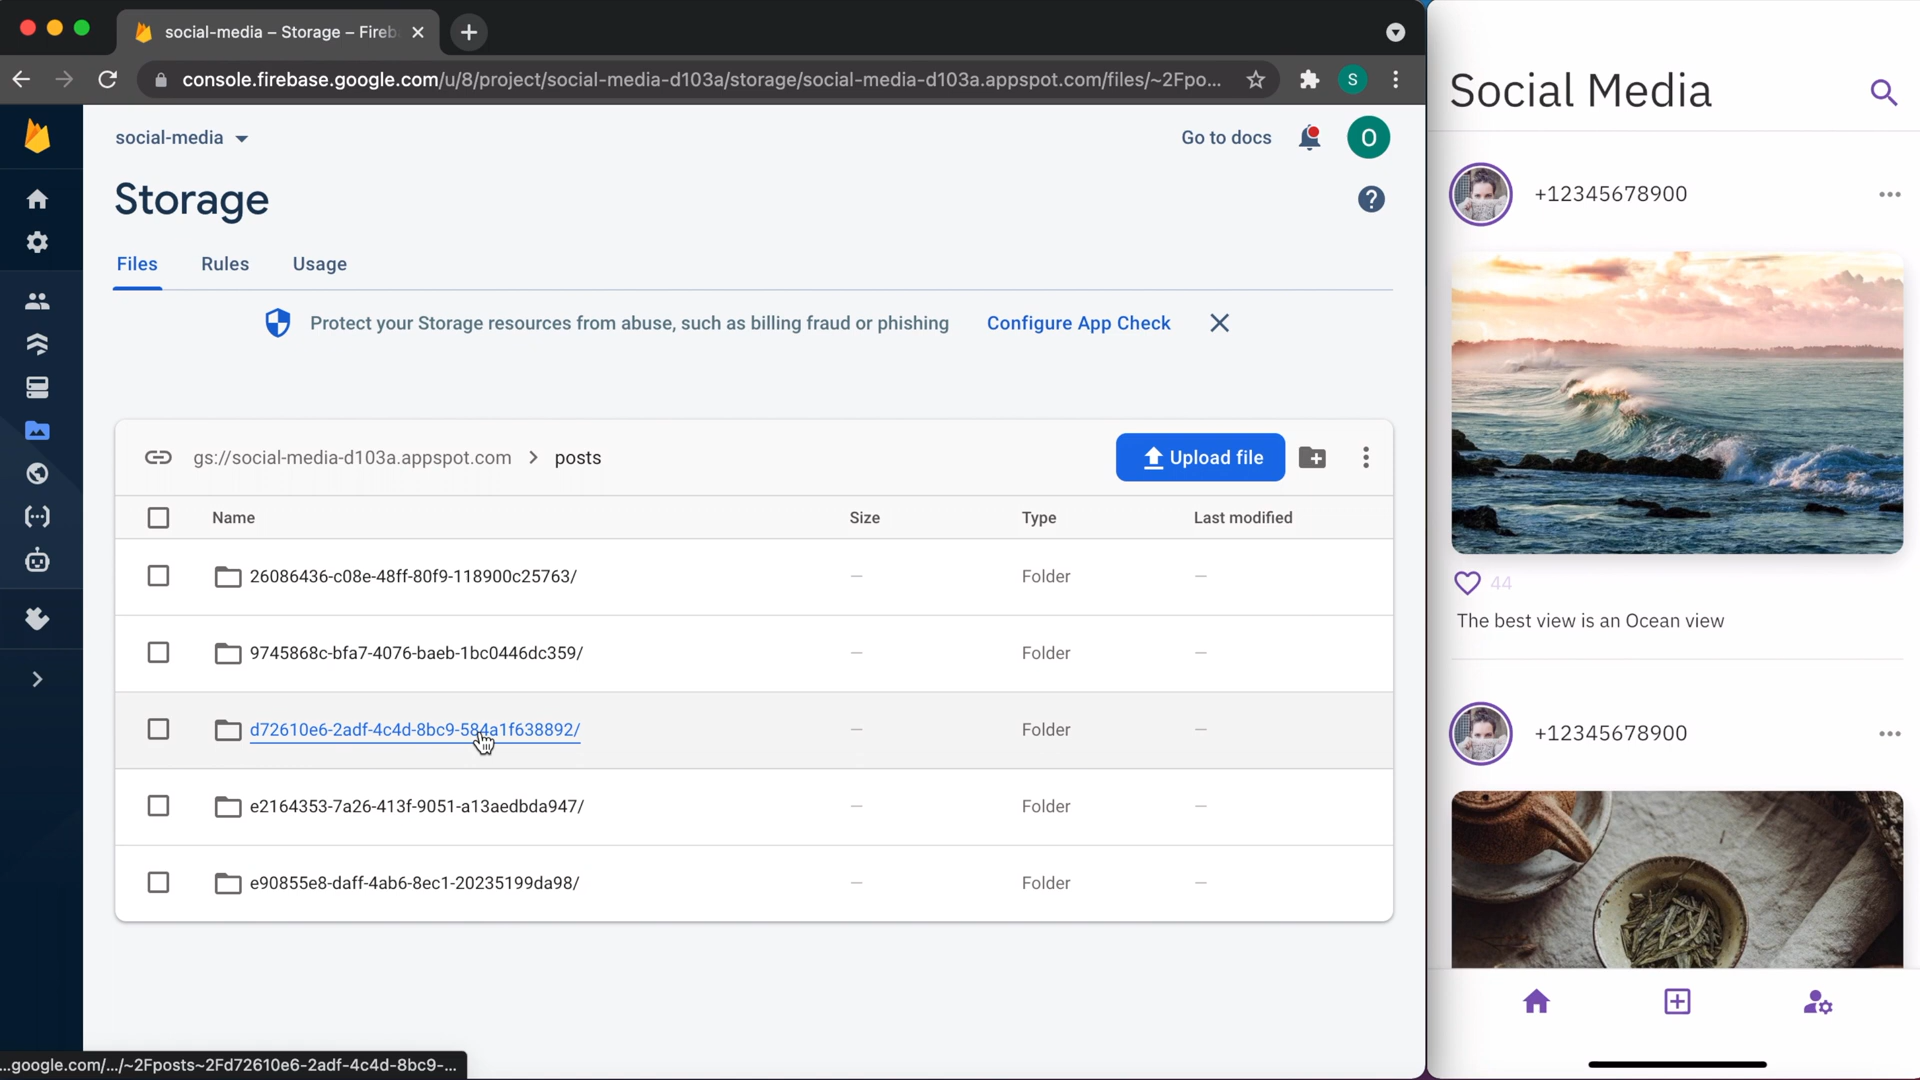 social-media – Storage – Fireb
console.firebase.google.com/u/8/project/social-media-d103a/storage/social-media-d103a.appspot.com/files/~2Fpo...
S
social-media
Go to docs
O
Storage
?
Files
Rules
Usage
Protect your Storage resources from abuse, such as billing fraud or phishing
Configure App Check
gs://social-media-d103a.appspot.com > posts
Upload file
Name
Size
Type
Last modified
26086436-c08e-48ff-80f9-118900c25763/
—
Folder
—
9745868c-bfa7-4076-baeb-1bc0446dc359/
—
Folder
—
d72610e6-2adf-4c4d-8bc9-584a1f638892/
—
Folder
—
e2164353-7a26-413f-9051-a13aedbda947/
—
Folder
—
e90855e8-daff-4ab6-8ec1-20235199da98/
—
Folder
—
...google.com/.../~2Fposts~2Fd72610e6-2adf-4c4d-8bc9-...
Social Media
+12345678900
44
The best view is an Ocean view
+12345678900